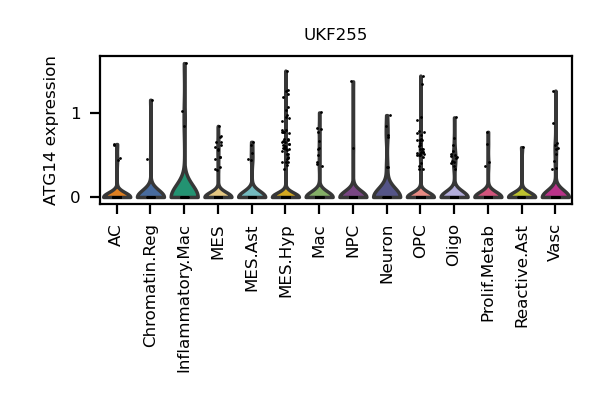 UKF255
ATG14 expression
1
0
AC
Chromatin.Reg
Inflammatory.Mac
MES
MES.Ast
MES.Hyp
Mac
NPC
Neuron
OPC
Oligo
Prolif.Metab
Reactive.Ast
Vasc